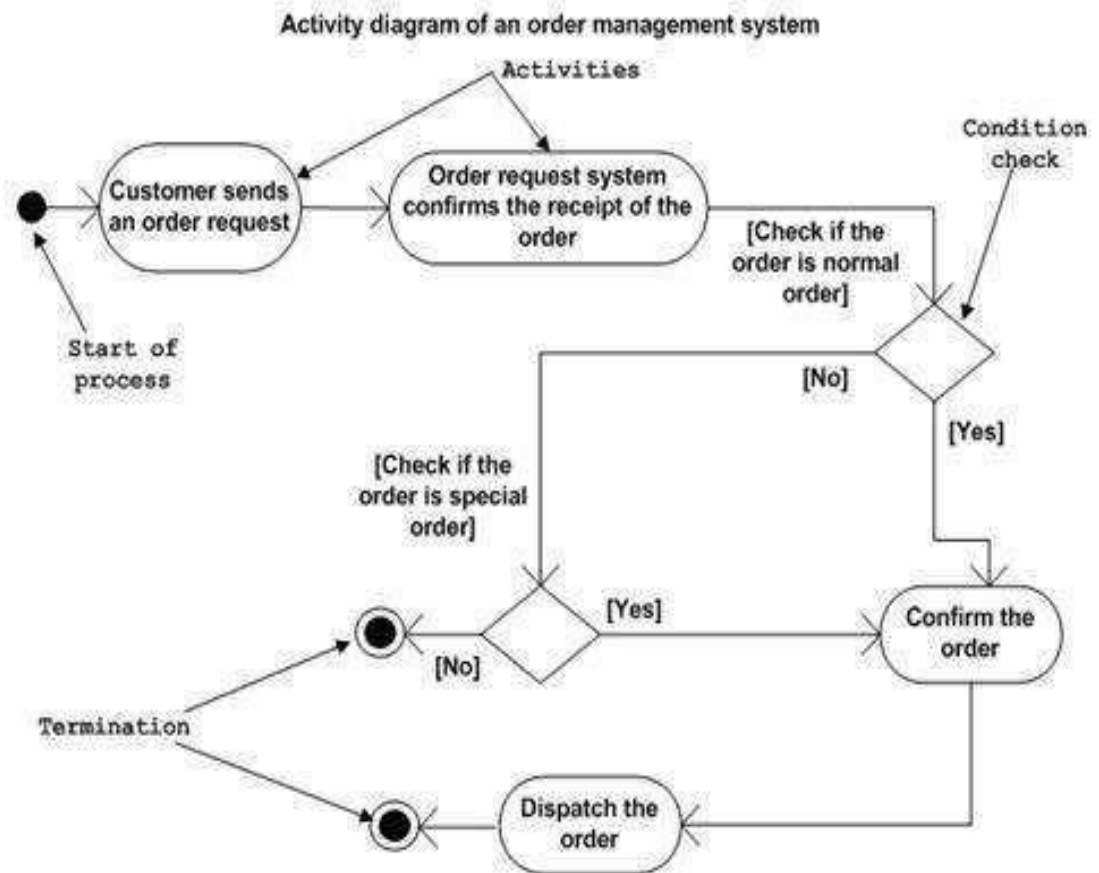 Activity diagram of an order management system
Activities
Condition
check
Customer sends
an order request
Order request system
confirms the receipt of the
order
[Check if the
order is normal
order]
Start of
process
[No]
[Yes]
[Check if the
order is special
order]
[Yes]
Confirm the
order
[No]
Termination
Dispatch the
order